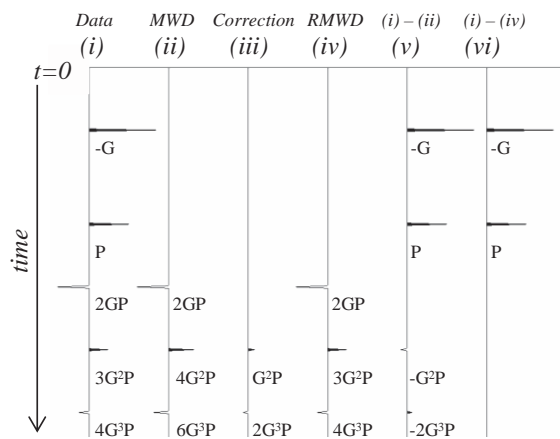 Data MWD Correction RMWD (i) – (ii) (i) – (iv)
(i) (ii) (iii) (iv) (v) (vi)
t=0
-G -G -G
P P P
time
2GP 2GP 2GP
3G²P 4G²P G²P 3G²P -G²P
4G³P 6G³P 2G³P 4G³P -2G³P